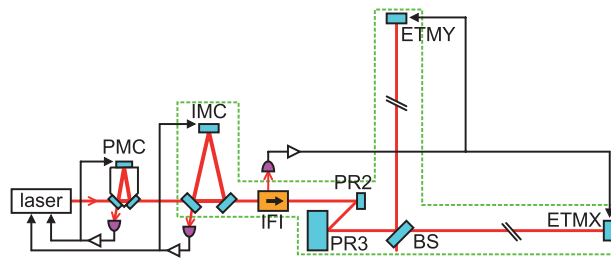 ETMY
IMC
PMC
laser
PR2
IFI
PR3
BS
ETMX